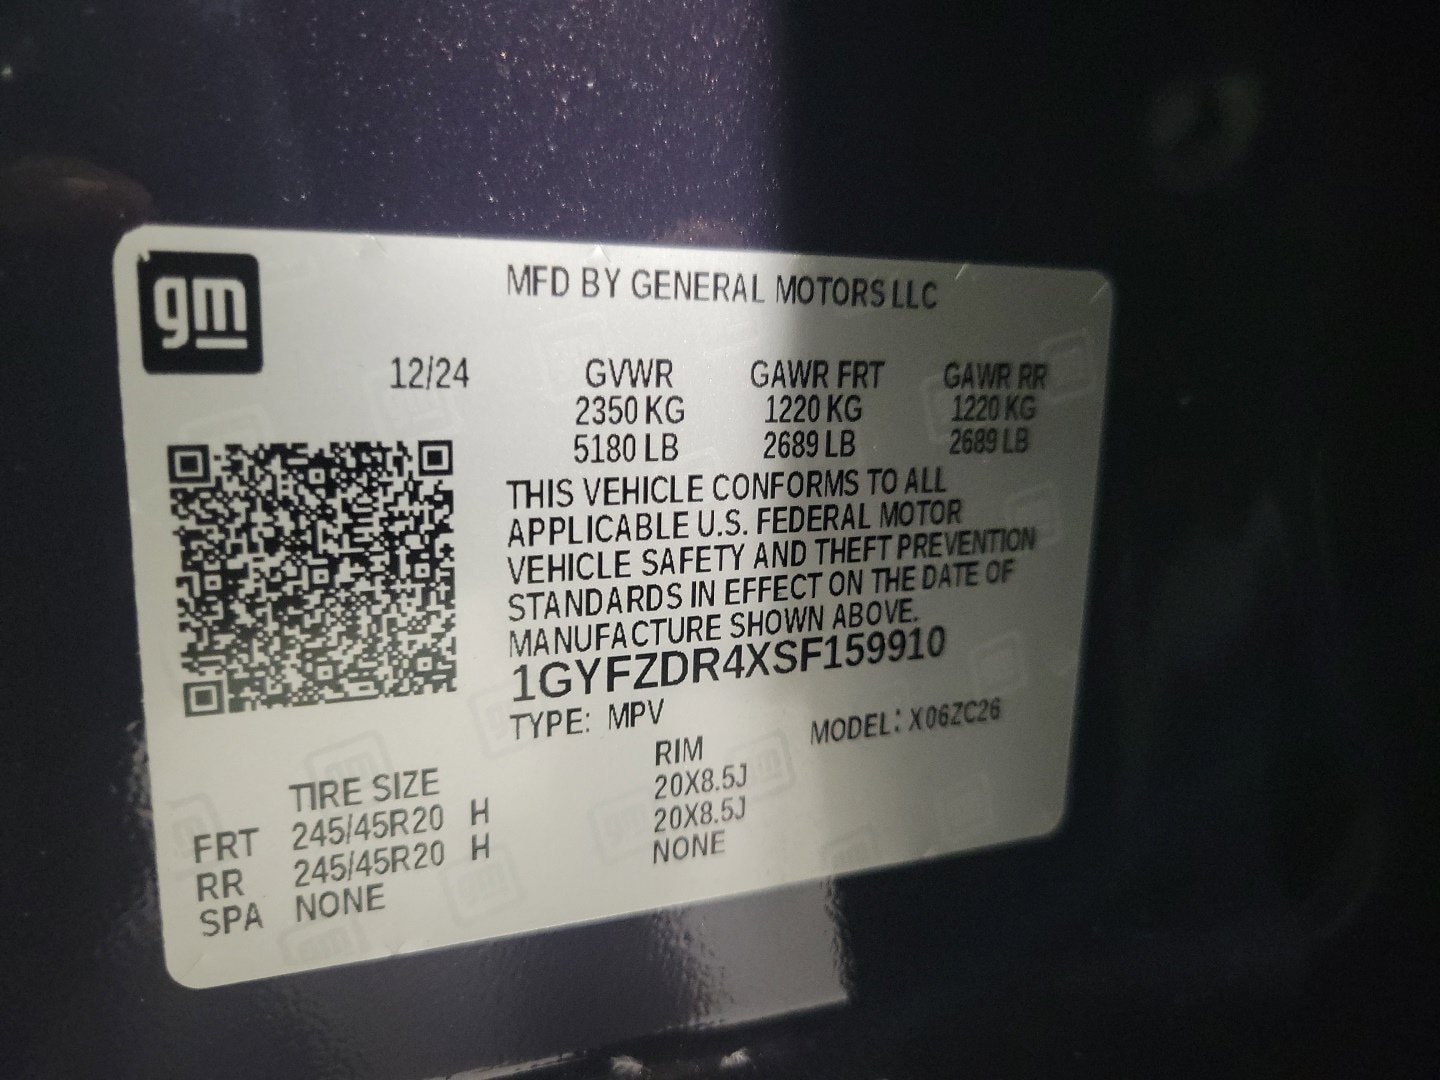 gm
MFD BY GENERAL MOTORS LLC
12/24 GVWR GAWR FRT GAWR RR
2350 KG 1220 KG 1220 KG
5180 LB 2689 LB 2689 LB
THIS VEHICLE CONFORMS TO ALL
APPLICABLE U.S. FEDERAL MOTOR
VEHICLE SAFETY AND THEFT PREVENTION
STANDARDS IN EFFECT ON THE DATE OF
MANUFACTURE SHOWN ABOVE.
1GYFZDR4XSF159910
TYPE: MPV MODEL: X06ZC26
TIRE SIZE RIM
FRT 245/45R20 H 20X8.5J
RR 245/45R20 H 20X8.5J
SPA NONE NONE